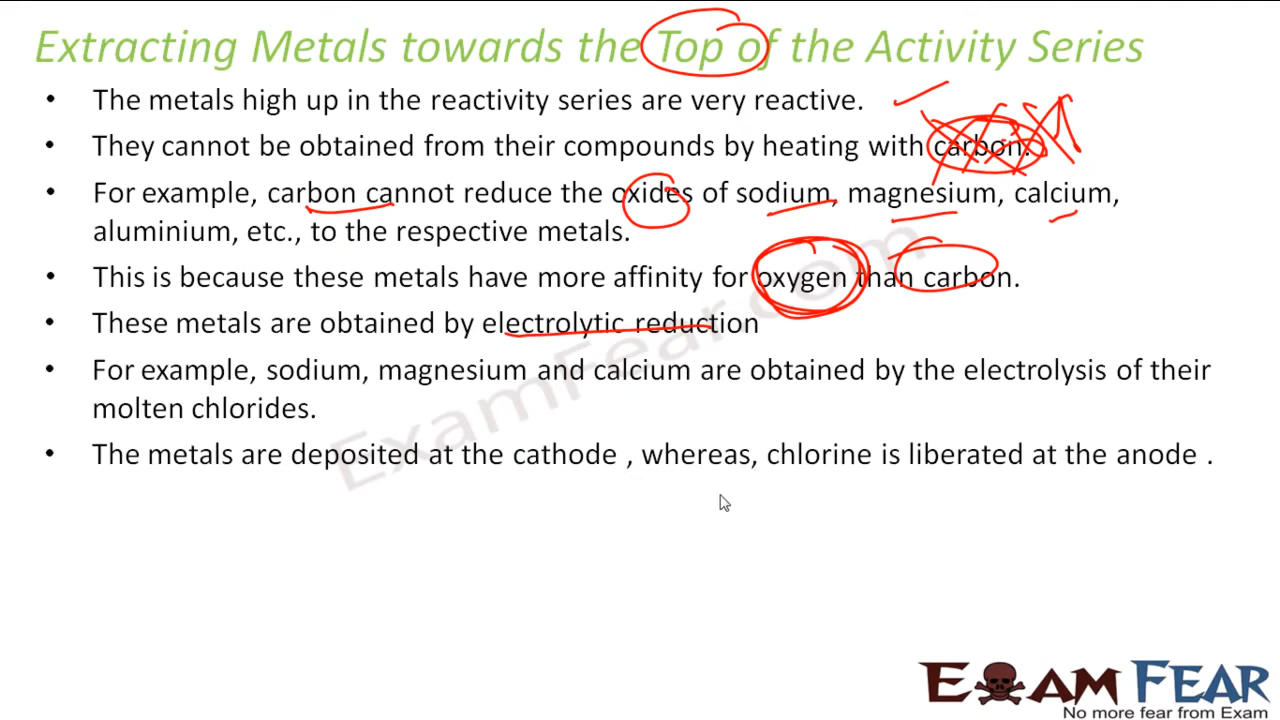 Extracting Metals towards the Top of the Activity Series
• The metals high up in the reactivity series are very reactive.
• They cannot be obtained from their compounds by heating with carbon.
• For example, carbon cannot reduce the oxides of sodium, magnesium, calcium,
aluminium, etc., to the respective metals.
• This is because these metals have more affinity for oxygen than carbon.
• These metals are obtained by electrolytic reduction
• For example, sodium, magnesium and calcium are obtained by the electrolysis of their
molten chlorides.
• The metals are deposited at the cathode , whereas, chlorine is liberated at the anode .
ExamFear.com
EXAM FEAR
No more fear from Exam